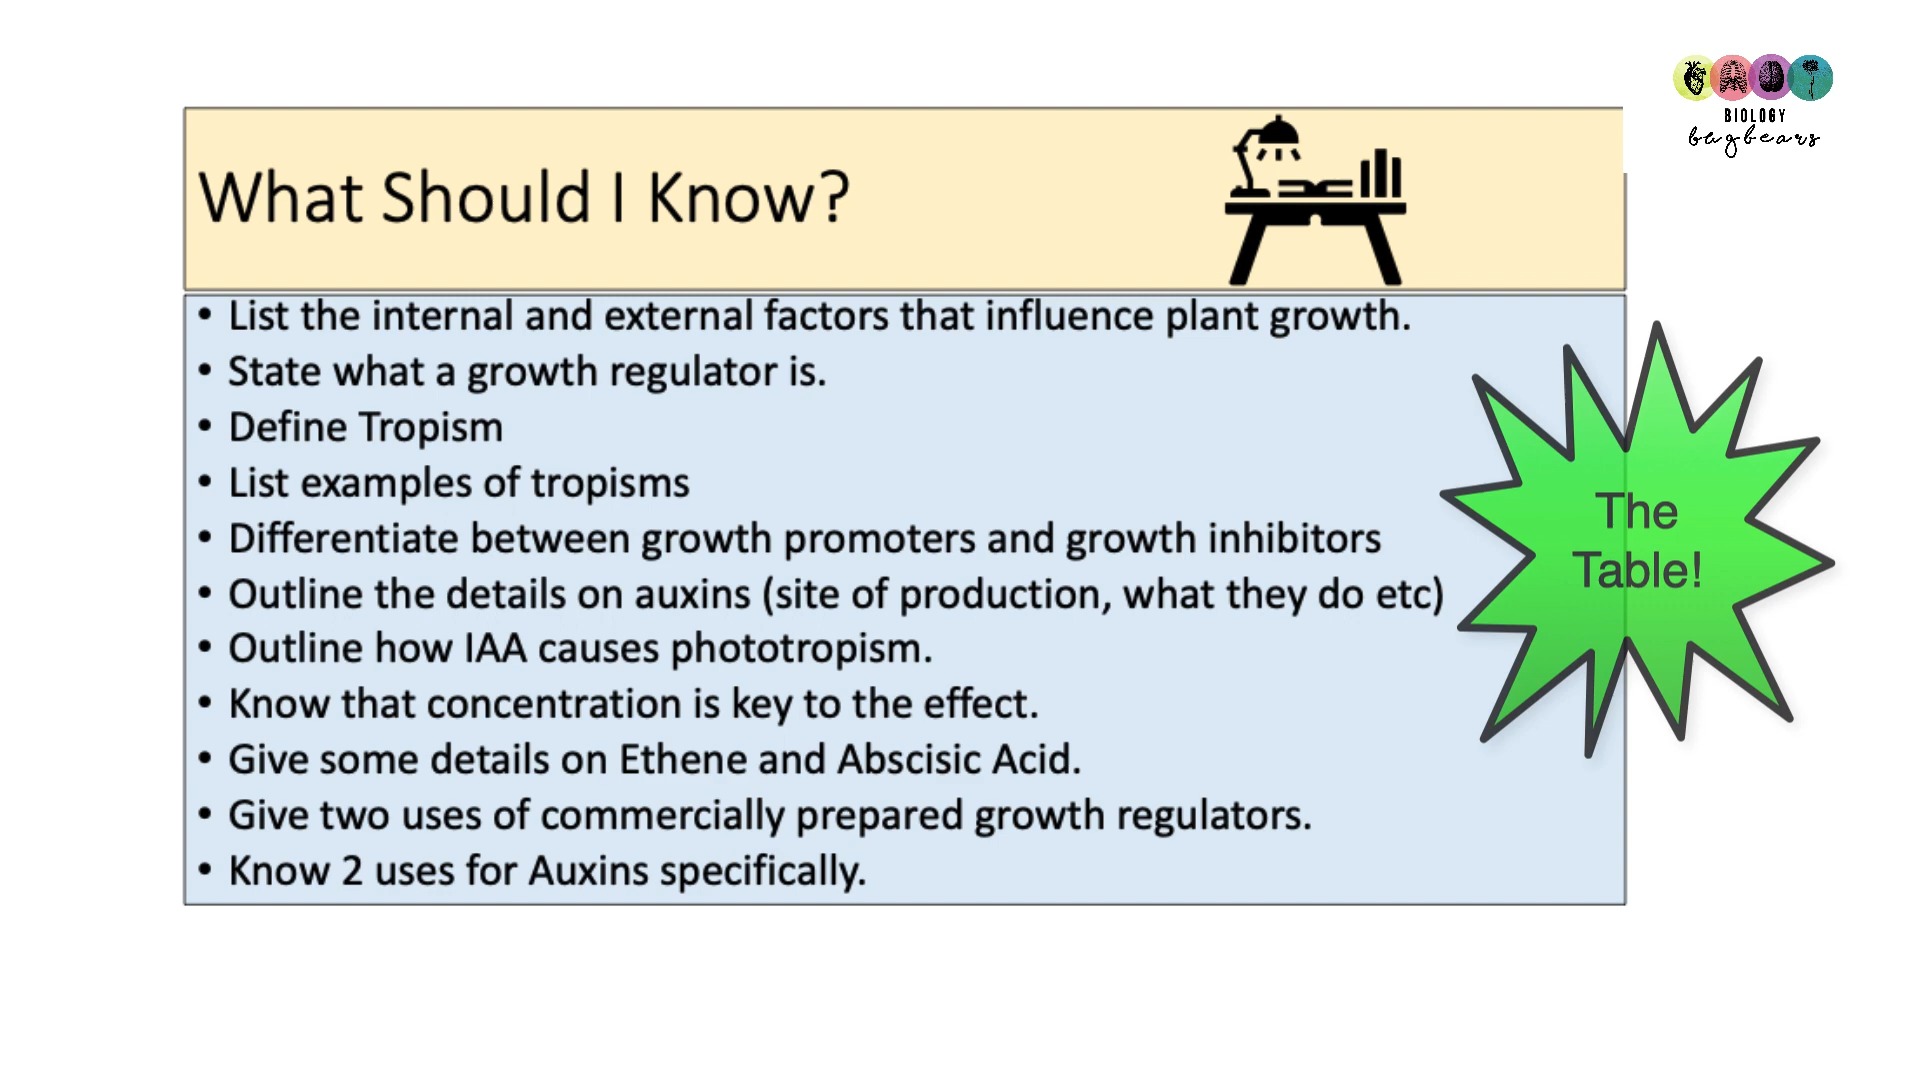 BIOLOGY
bugbears
What Should I Know?
• List the internal and external factors that influence plant growth.
• State what a growth regulator is.
• Define Tropism
• List examples of tropisms
• Differentiate between growth promoters and growth inhibitors
• Outline the details on auxins (site of production, what they do etc)
• Outline how IAA causes phototropism.
• Know that concentration is key to the effect.
• Give some details on Ethene and Abscisic Acid.
• Give two uses of commercially prepared growth regulators.
• Know 2 uses for Auxins specifically.
The
Table!